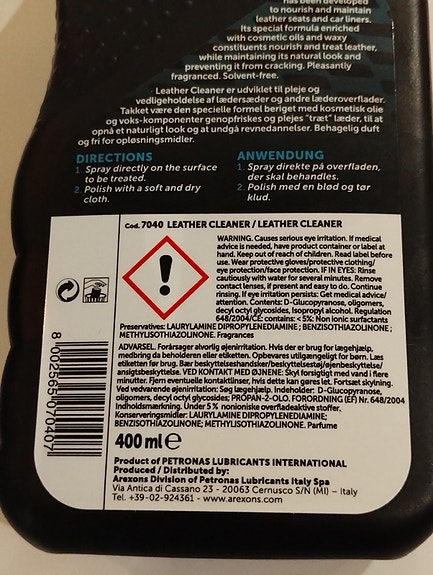 has been developed
to nourish and maintain
leather seats and car liners.
Its special formula enriched
with cosmetic oils and waxy
constituents nourish and treat leather,
while maintaining its natural look and
preventing it from cracking. Pleasantly
fragranced. Solvent-free.
Leather Cleaner er udviklet til pleje og
vedligeholdelse af lædersæder og andre læderoverflader.
Takket være den specielle formel beriget med kosmetisk olie
og voks-komponenter genopfriskes og plejes "træt" læder, til at
opnå et naturligt look og at undgå revnedannelser. Behagelig duft
og fri for opløsningsmidler.
DIRECTIONS
1. Spray directly on the surface
to be treated.
2. Polish with a soft and dry
cloth.
ANWENDUNG
1. Spray direkte på overfladen,
der skal behandles.
2. Polish med en blød og tør
klud.
Cod. 7040 LEATHER CLEANER / LEATHER CLEANER
WARNING. Causes serious eye irritation. If medical
advice is needed, have product container or label at
hand. Keep out of reach of children. Read label before
use. Wear protective gloves/protective clothing/
eye protection/face protection. IF IN EYES: Rinse
cautiously with water for several minutes. Remove
contact lenses, if present and easy to do. Continue
rinsing. If eye irritation persists: Get medical advice/
attention. Contents: D-Glucopyranose, oligomers,
decyl octyl glycosides, Isopropyl alcohol. Regulation
648/2004/CE: contains: < 5%: Non ionic surfactants
Preservatives: LAURYLAMINE DIPROPYLENEDIAMINE ; BENZISOTHIAZOLINONE ;
METHYLISOTHIAZOLINONE. Fragrances
ADVARSEL. Forårsager alvorlig øjenirritation. Hvis der er brug for lægehjælp,
medbring da beholderen eller etiketten. Opbevares utilgængeligt for børn. Læs
etiketten før brug. Bær beskyttelseshandsker/beskyttelsestøj/øjenbeskyttelse/
ansigtsbeskyttelse. VED KONTAKT MED ØJNENE: Skyl forsigtigt med vand i flere
minutter. Fjern eventuelle kontaktlinser, hvis dette kan gøres let. Fortsæt skylning.
Ved vedvarende øjenirritation: Søg lægehjælp. Indeholder: D-Glucopyranose,
oligomers, decyl octyl glycosides; PROPAN-2-OLO. FORORDNING (EF) Nr. 648/2004
Indholdsmærkning. Under 5 % nonioniske overfladeaktive stoffer.
Konserveringsmidler: LAURYLAMINE DIPROPYLENEDIAMINE;
BENZISOTHIAZOLINONE; METHYLISOTHIAZOLINONE. Parfume
400 ml ℮
8 002565 070407
Product of PETRONAS LUBRICANTS INTERNATIONAL
Produced / Distributed by:
Arexons Division of Petronas Lubricants Italy Spa
Via Antica di Cassano 23 - 20063 Cernusco S/N (MI) – Italy
Tel. +39-02-924361 - www.arexons.com